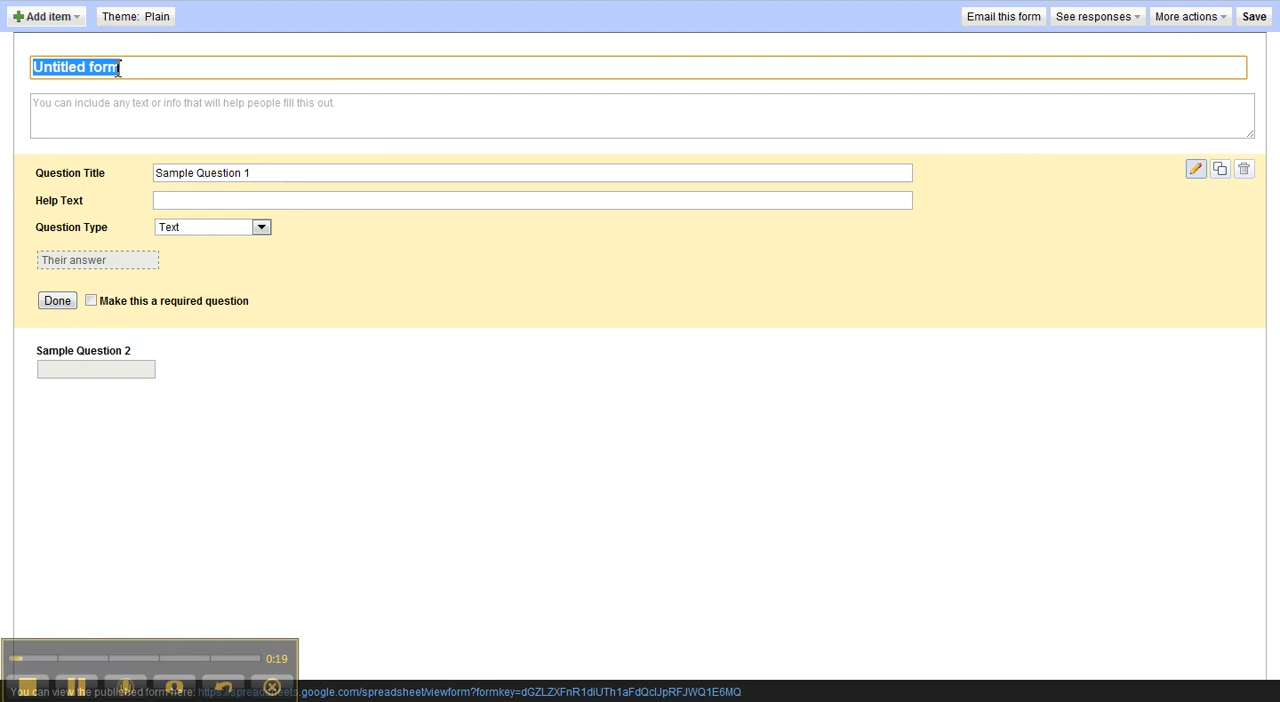 Add item Theme: Plain Email this form See responses More actions Save
Untitled form
You can include any text or info that will help people fill this out.
Question Title Sample Question 1
Help Text
Question Type Text
Their answer
Done Make this a required question
Sample Question 2
0:19
You can view the published form here: https://spreadsheets.google.com/spreadsheet/viewform?formkey=